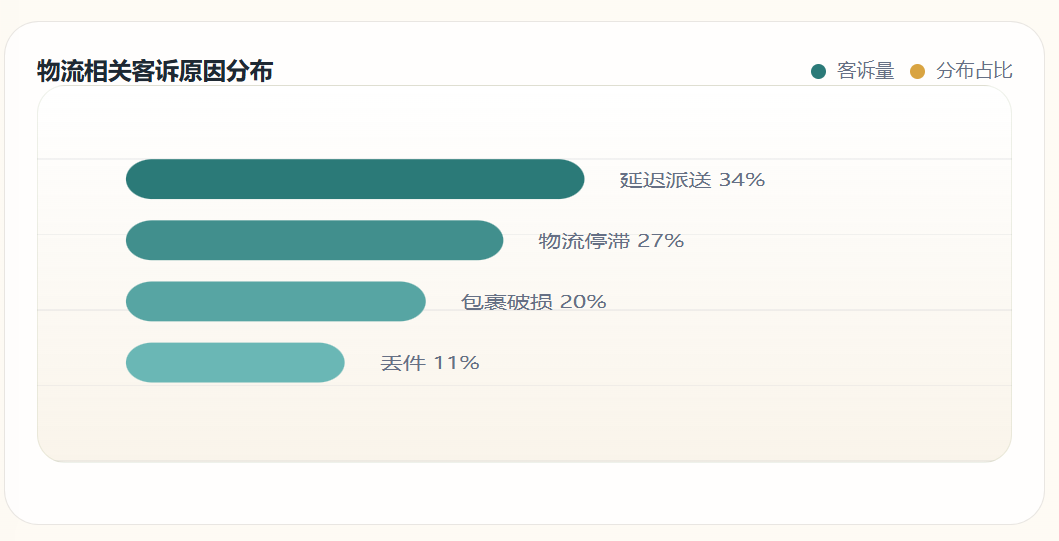 物流相关客诉原因分布
客诉量 分布占比
延迟派送 34%
物流停滞 27%
包裹破损 20%
丢件 11%